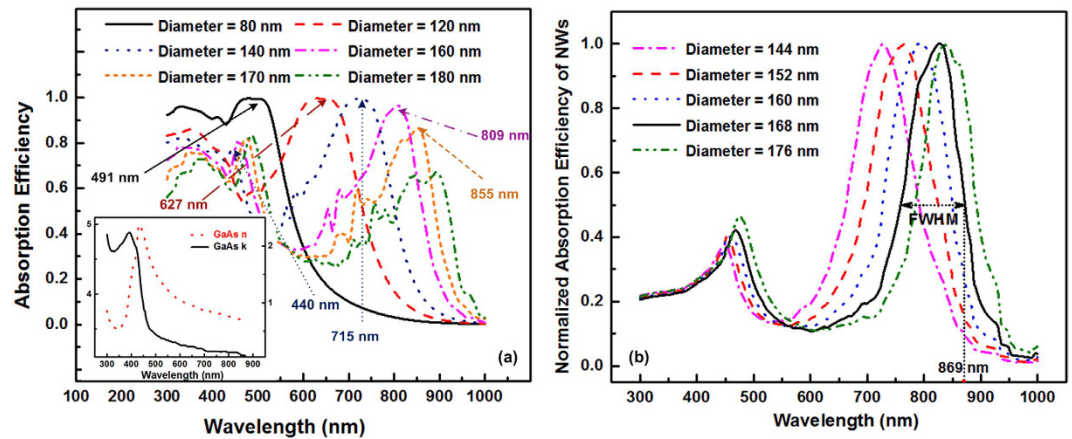 Diameter = 80 nm
Diameter = 120 nm
Diameter = 140 nm
Diameter = 160 nm
Diameter = 170 nm
Diameter = 180 nm
Absorption Efficiency
1.0
0.8
0.6
0.4
0.2
0.0
491 nm
627 nm
440 nm
715 nm
809 nm
855 nm
5
4
GaAs n
GaAs k
2
1
300 400 500 600 700 800 900
Wavelength (nm)
(a)
100 200 300 400 500 600 700 800 900 1000
Wavelength (nm)
Normalized Absorption Efficiency of NWs
1.0
0.8
0.6
0.4
0.2
0.0
Diameter = 144 nm
Diameter = 152 nm
Diameter = 160 nm
Diameter = 168 nm
Diameter = 176 nm
FWHM
(b)
869 nm
300 400 500 600 700 800 900 1000
Wavelength (nm)